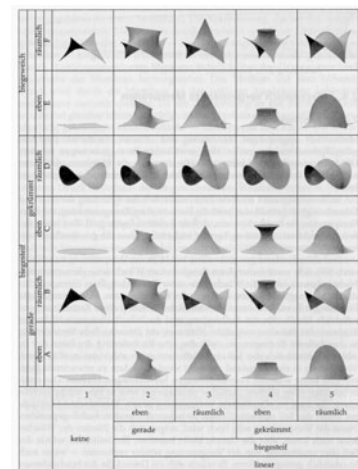 biegeweich
räumlich
F
eben
E
biegesteif
gekrümmt
räumlich
D
eben
C
gerade
räumlich
B
eben
A
1 2 3 4 5
eben räumlich eben räumlich
keine
gerade gekrümmt
biegesteif
linear